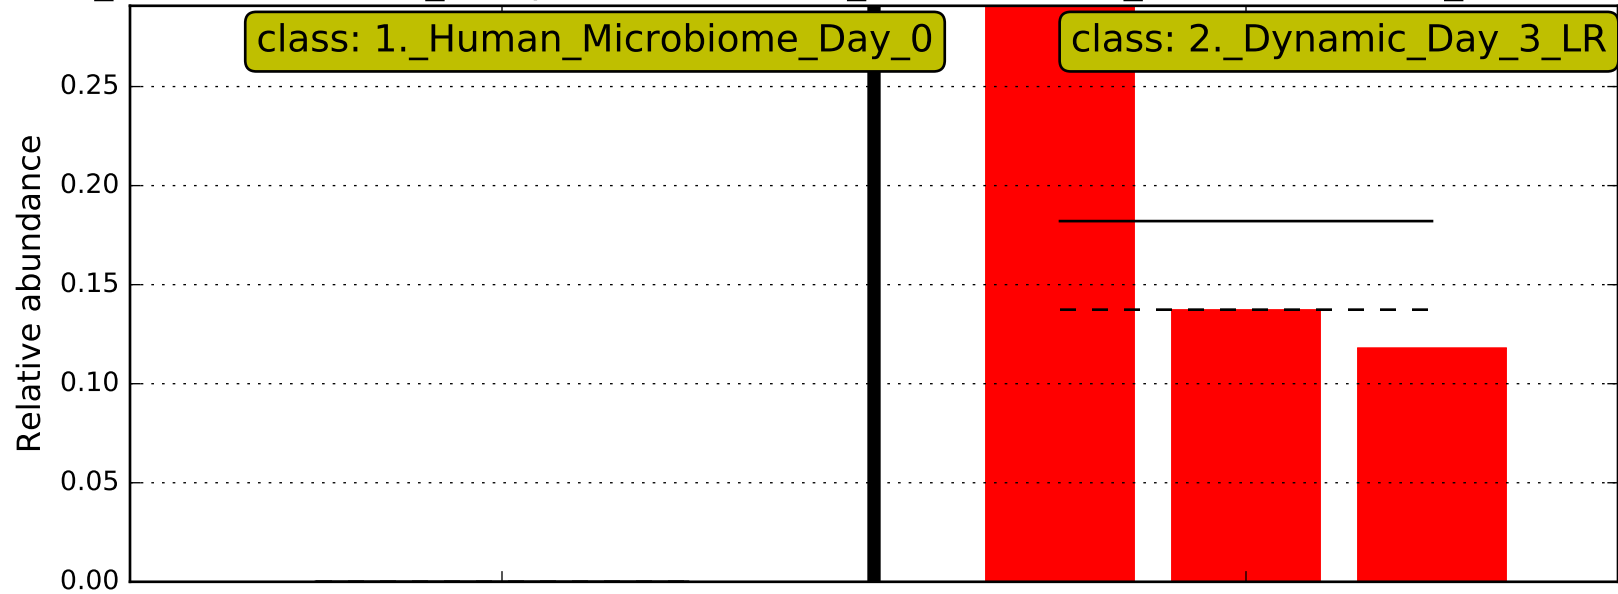 class: 1._Human_Microbiome_Day_0
class: 2._Dynamic_Day_3_LR
0.25
0.20
0.15
0.10
0.05
0.00
Relative abundance